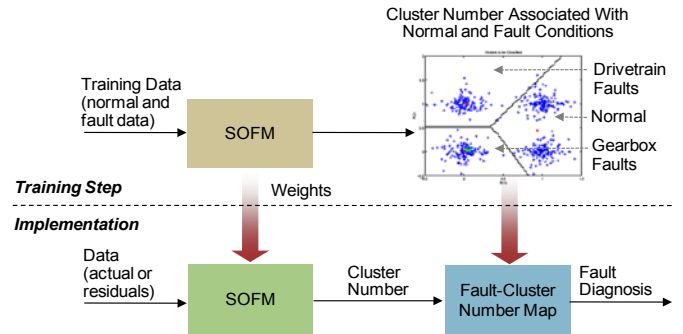 Cluster Number Associated With
Normal and Fault Conditions
Training Data
(normal and
fault data)
SOFM
Drivetrain
Faults
Normal
Gearbox
Faults
Training Step
Weights
Implementation
Data
(actual or
residuals)
SOFM
Cluster
Number
Fault-Cluster
Number Map
Fault
Diagnosis